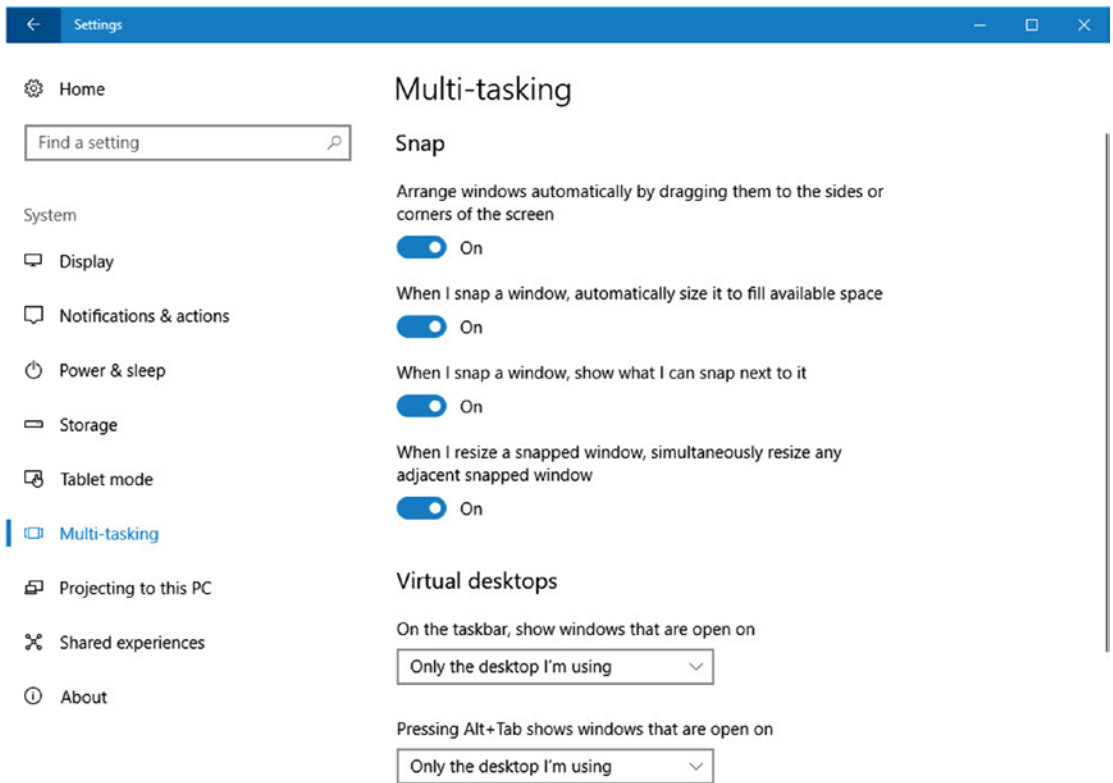 Settings
Home
Find a setting
System
Display
Notifications & actions
Power & sleep
Storage
Tablet mode
Multi-tasking
Projecting to this PC
Shared experiences
About
Multi-tasking
Snap
Arrange windows automatically by dragging them to the sides or
corners of the screen
On
When I snap a window, automatically size it to fill available space
On
When I snap a window, show what I can snap next to it
On
When I resize a snapped window, simultaneously resize any
adjacent snapped window
On
Virtual desktops
On the taskbar, show windows that are open on
Only the desktop I'm using
Pressing Alt+Tab shows windows that are open on
Only the desktop I'm using